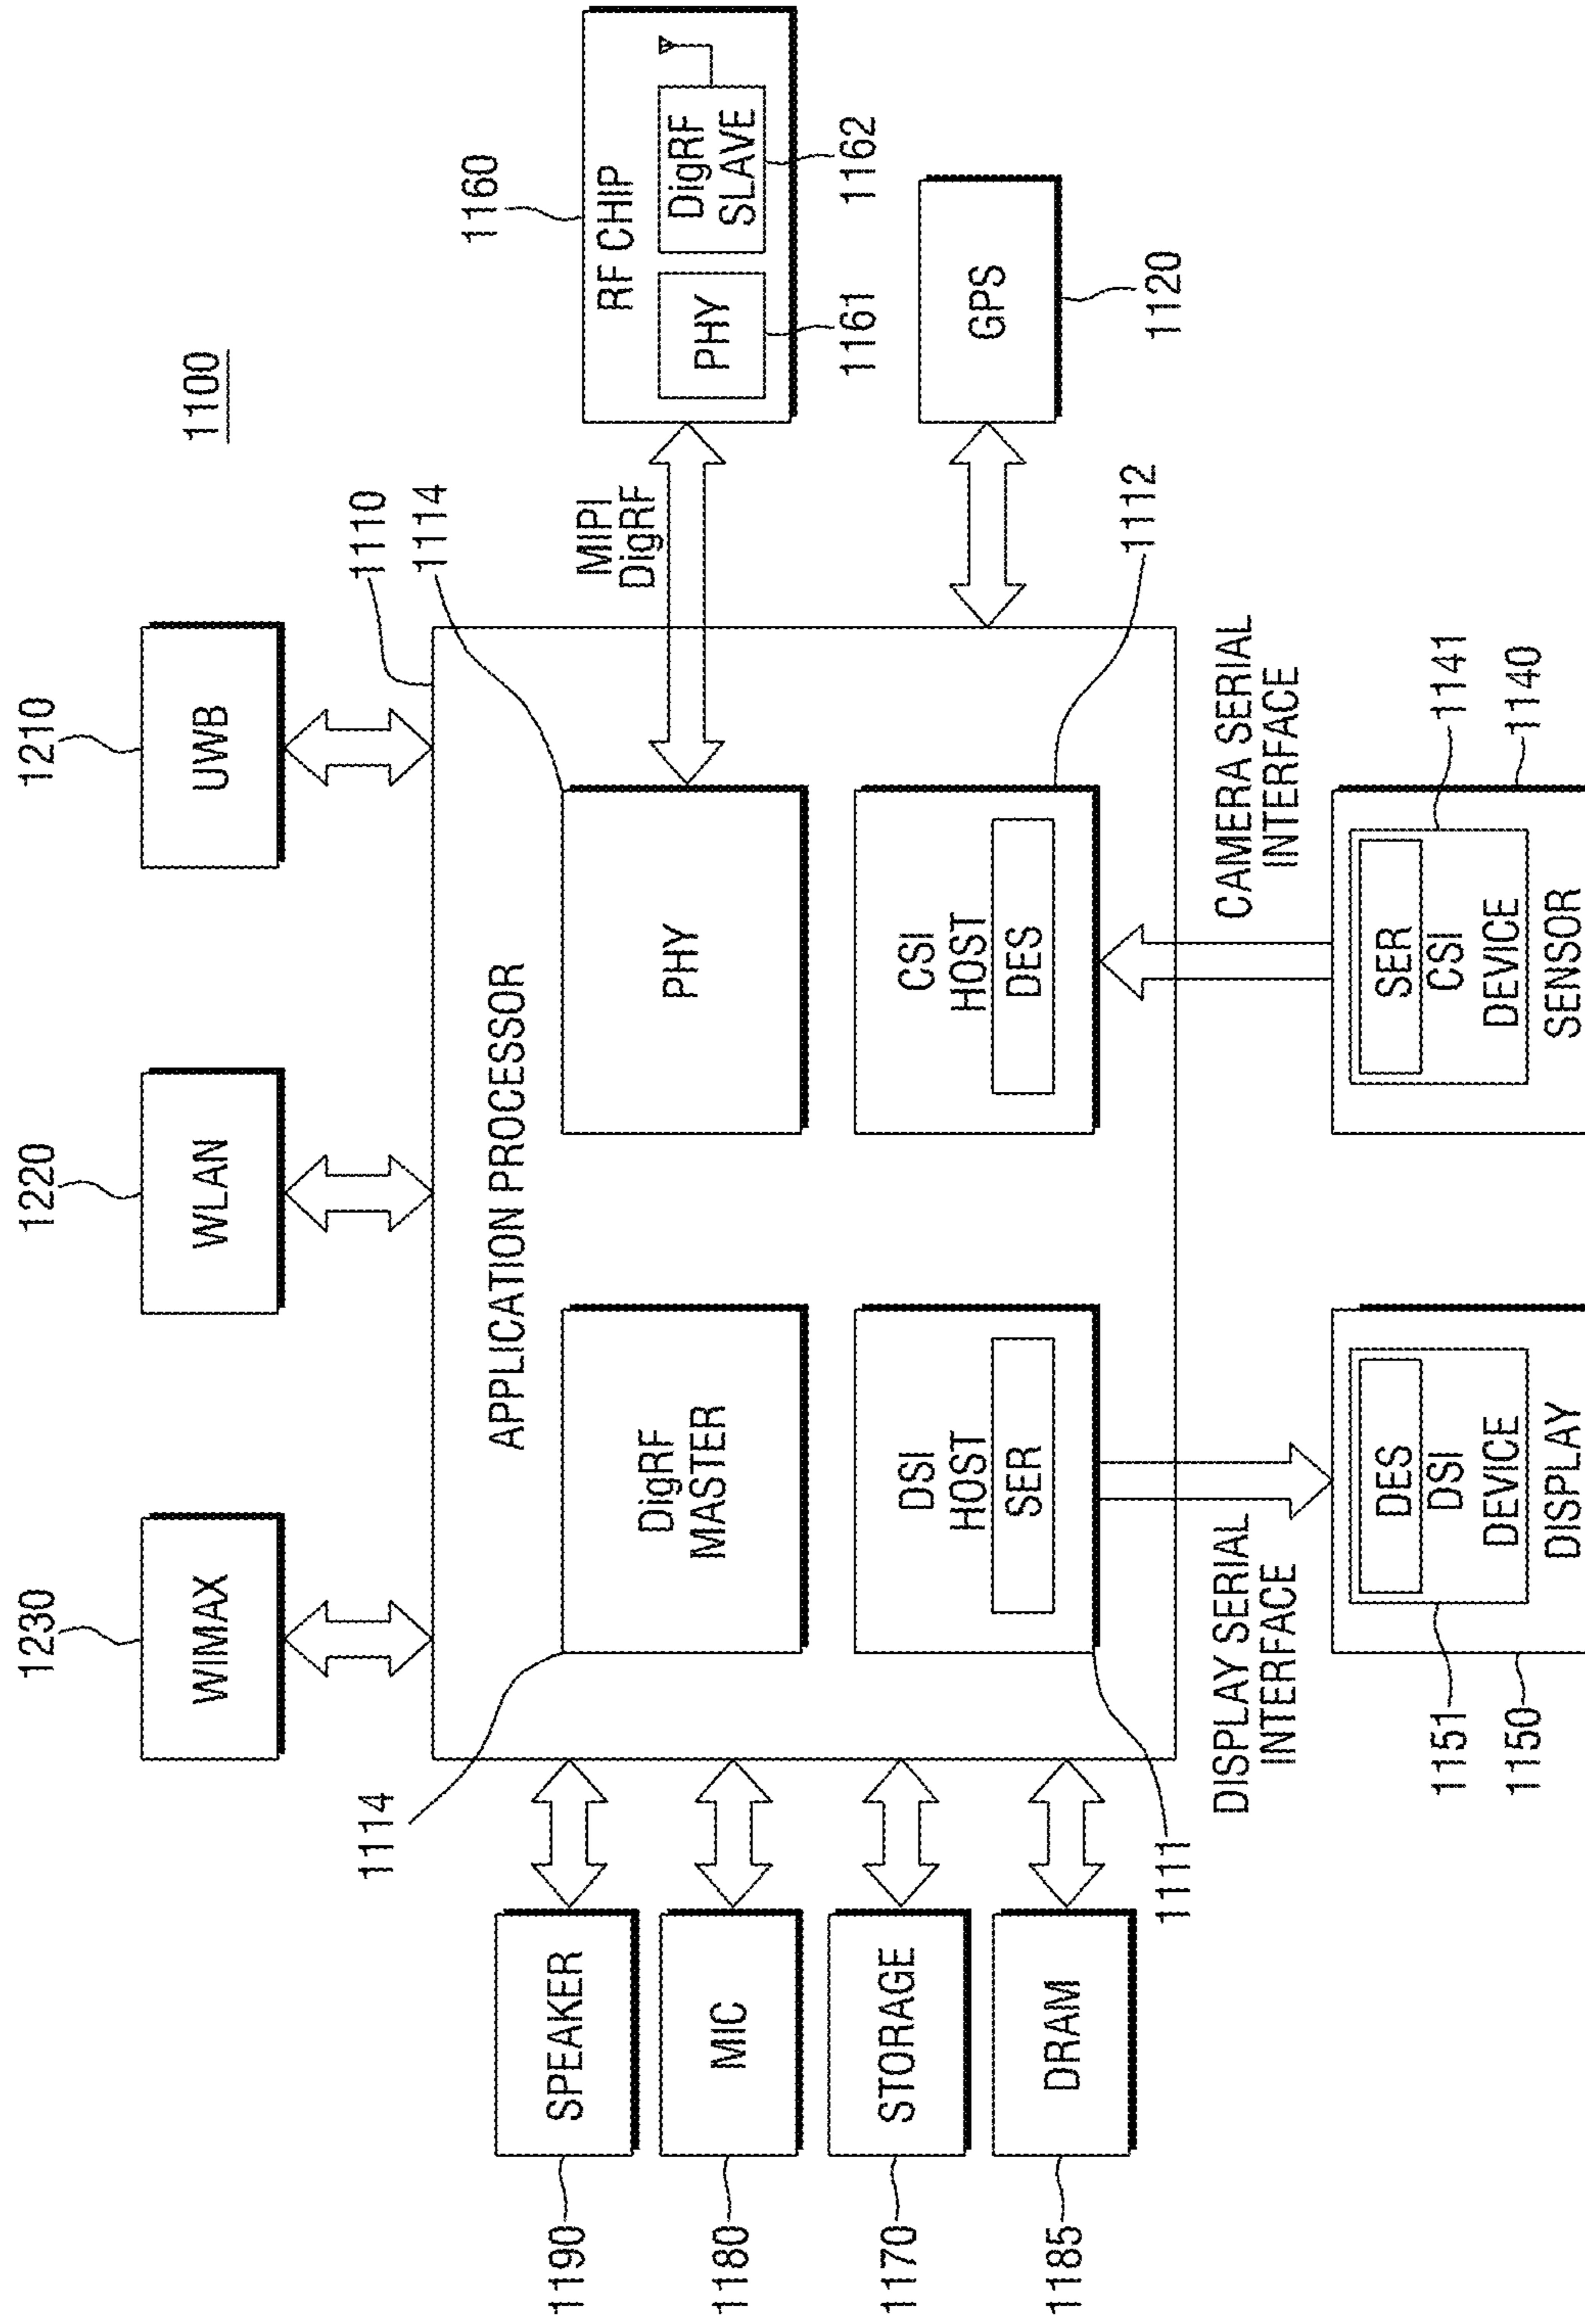 1100
1230
1220
1210
WIMAX
WLAN
UWB
1110
1114
1114
APPLICATION PROCESSOR
1190
SPEAKER
1180
MIC
1170
STORAGE
1185
DRAM
DigRF
MASTER
PHY
MIPI
DigRF
1160
RF CHIP
PHY
DigRF
SLAVE
1161
1162
DSI
HOST
SER
CSI
HOST
DES
GPS
1120
1111
1112
DISPLAY SERIAL
INTERFACE
CAMERA SERIAL
INTERFACE
1151
1150
DES
DSI
DEVICE
DISPLAY
SER
CSI
DEVICE
SENSOR
1141
1140